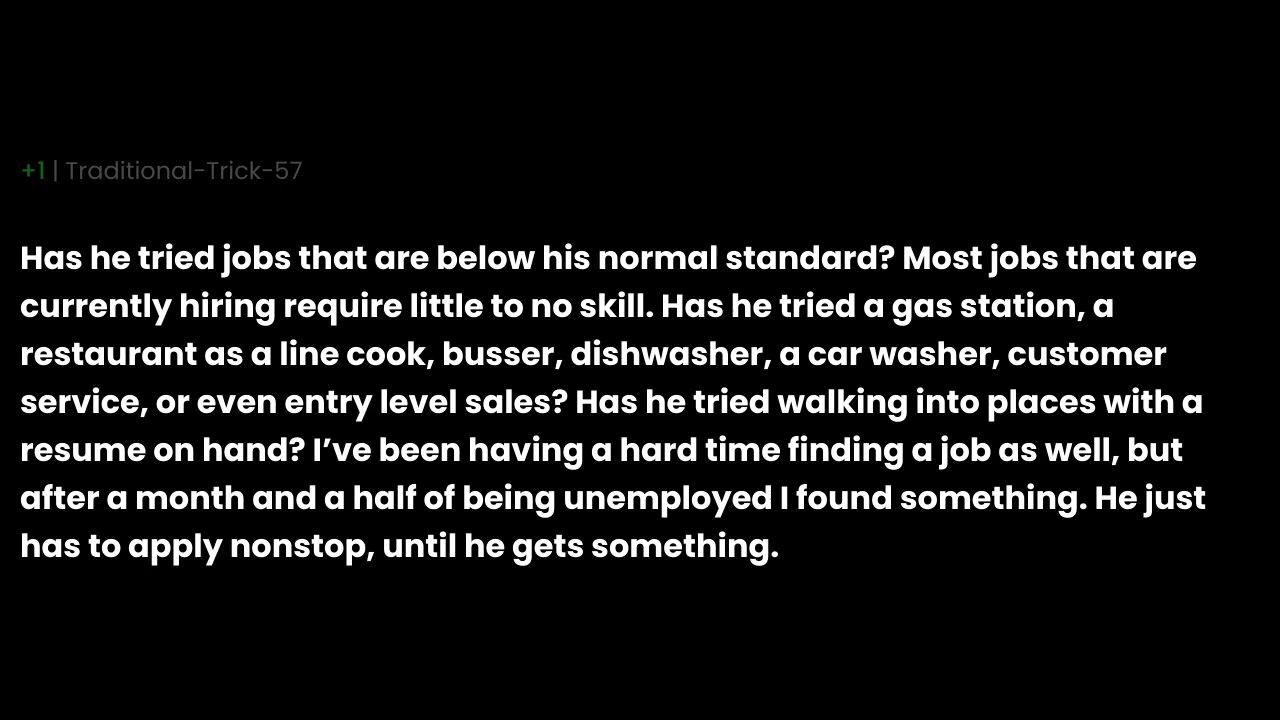 +1 | Traditional-Trick-57
Has he tried jobs that are below his normal standard? Most jobs that are
currently hiring require little to no skill. Has he tried a gas station, a
restaurant as a line cook, busser, dishwasher, a car washer, customer
service, or even entry level sales? Has he tried walking into places with a
resume on hand? I’ve been having a hard time finding a job as well, but
after a month and a half of being unemployed I found something. He just
has to apply nonstop, until he gets something.